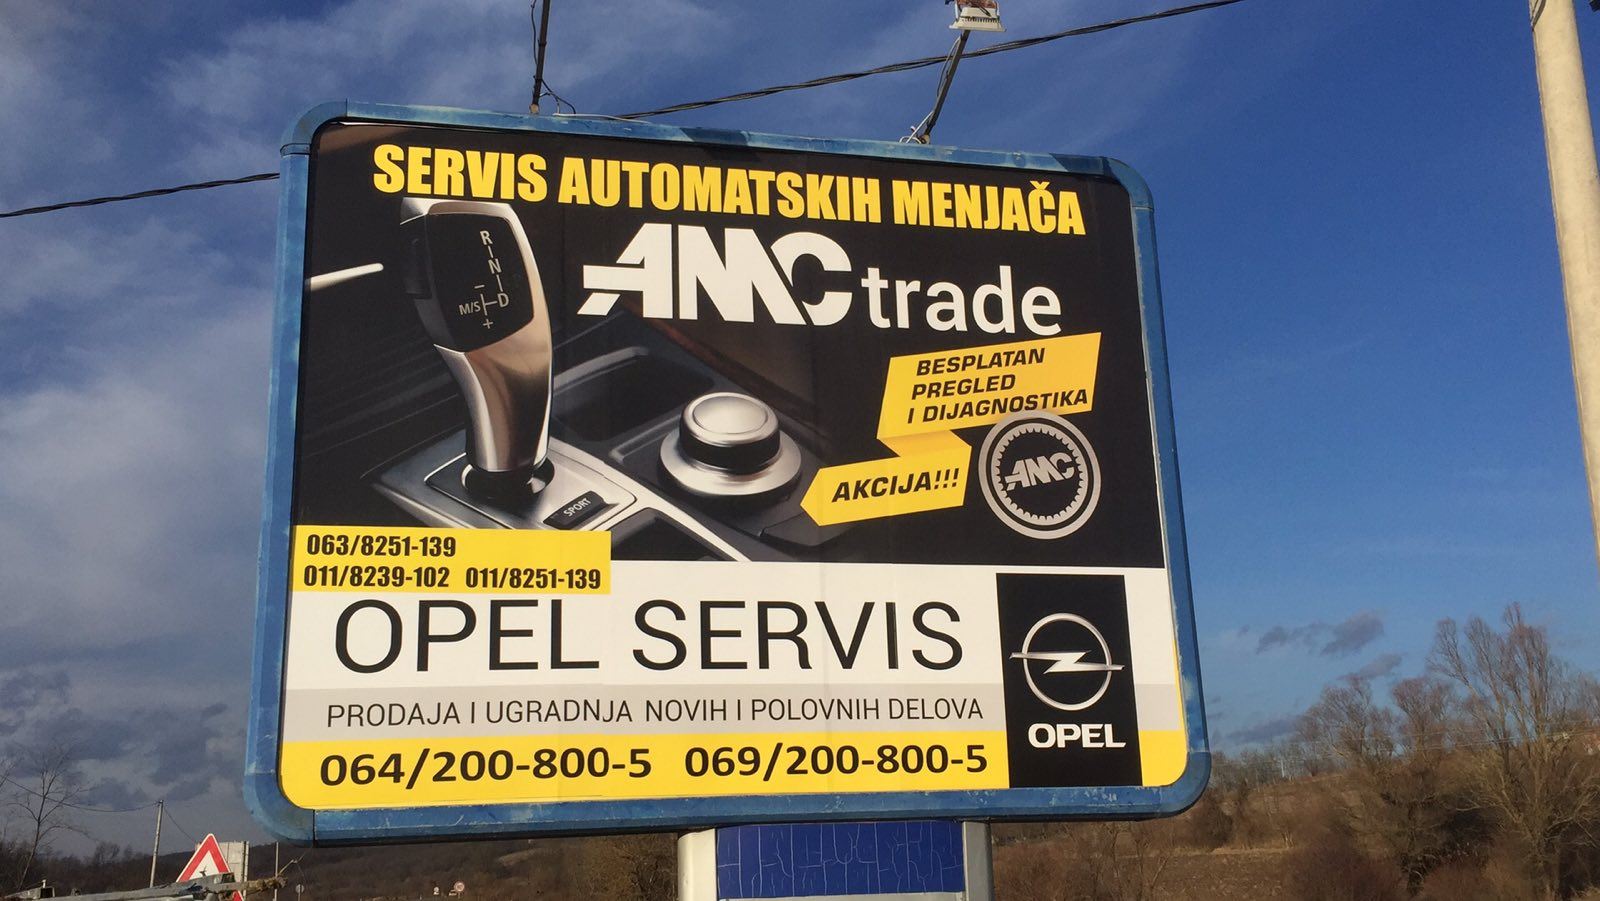 SERVIS AUTOMATSKIH MENJAČA
AMC trade
R
N
D
M/S
-
+
SPORT
BESPLATAN
PREGLED
I DIJAGNOSTIKA
AKCIJA!!!
AMC
063/8251-139
011/8239-102 011/8251-139
OPEL SERVIS
PRODAJA I UGRADNJA NOVIH I POLOVNIH DELOVA
064/200-800-5 069/200-800-5
OPEL